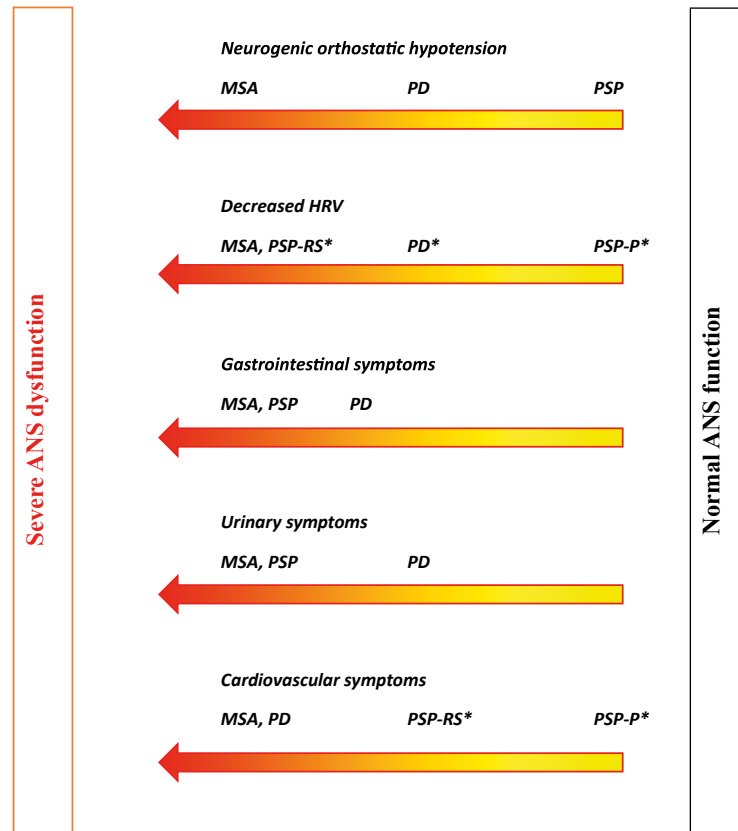 Neurogenic orthostatic hypotension
MSA PD PSP
Decreased HRV
MSA, PSP-RS* PD* PSP-P*
Gastrointestinal symptoms
MSA, PSP PD
Urinary symptoms
MSA, PSP PD
Cardiovascular symptoms
MSA, PD PSP-RS* PSP-P*
Severe ANS dysfunction
Normal ANS function